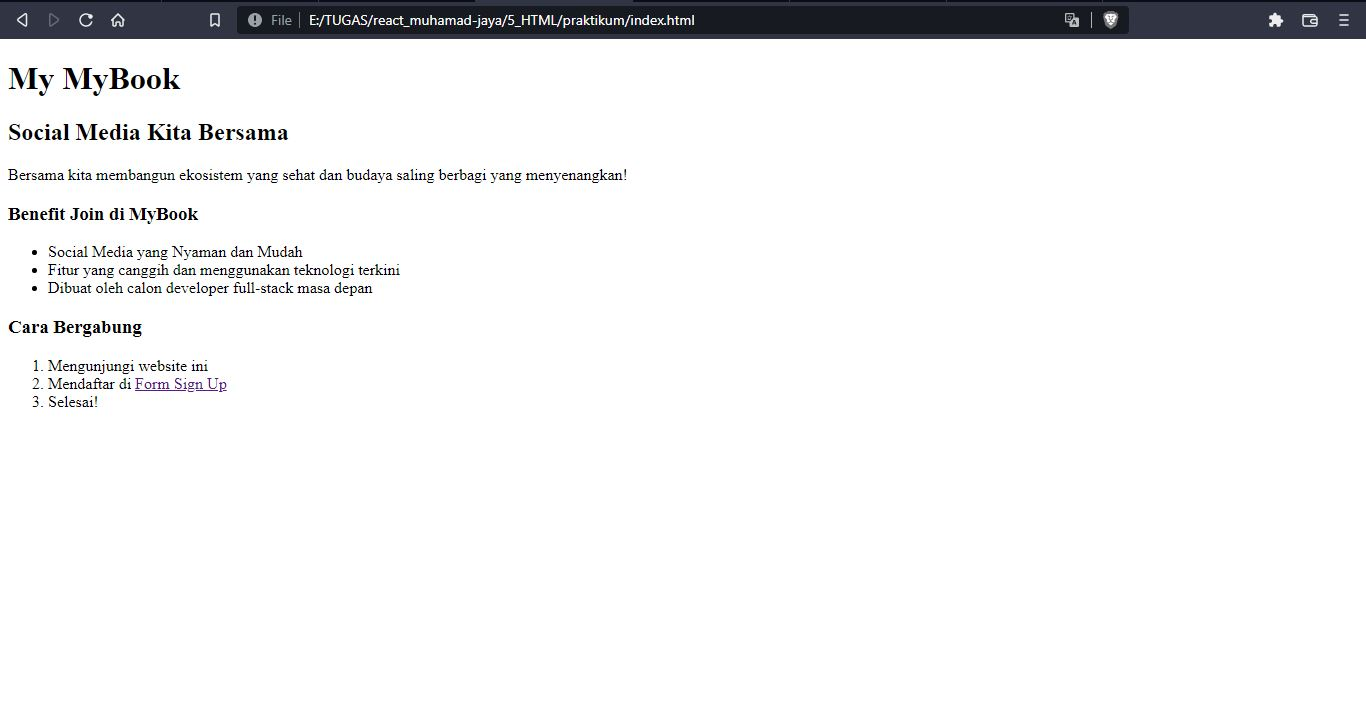 File E:/TUGAS/react_muhamad-jaya/5_HTML/praktikum/index.html
My MyBook
Social Media Kita Bersama
Bersama kita membangun ekosistem yang sehat dan budaya saling berbagi yang menyenangkan!
Benefit Join di MyBook
• Social Media yang Nyaman dan Mudah
• Fitur yang canggih dan menggunakan teknologi terkini
• Dibuat oleh calon developer full-stack masa depan
Cara Bergabung
1. Mengunjungi website ini
2. Mendaftar di Form Sign Up
3. Selesai!